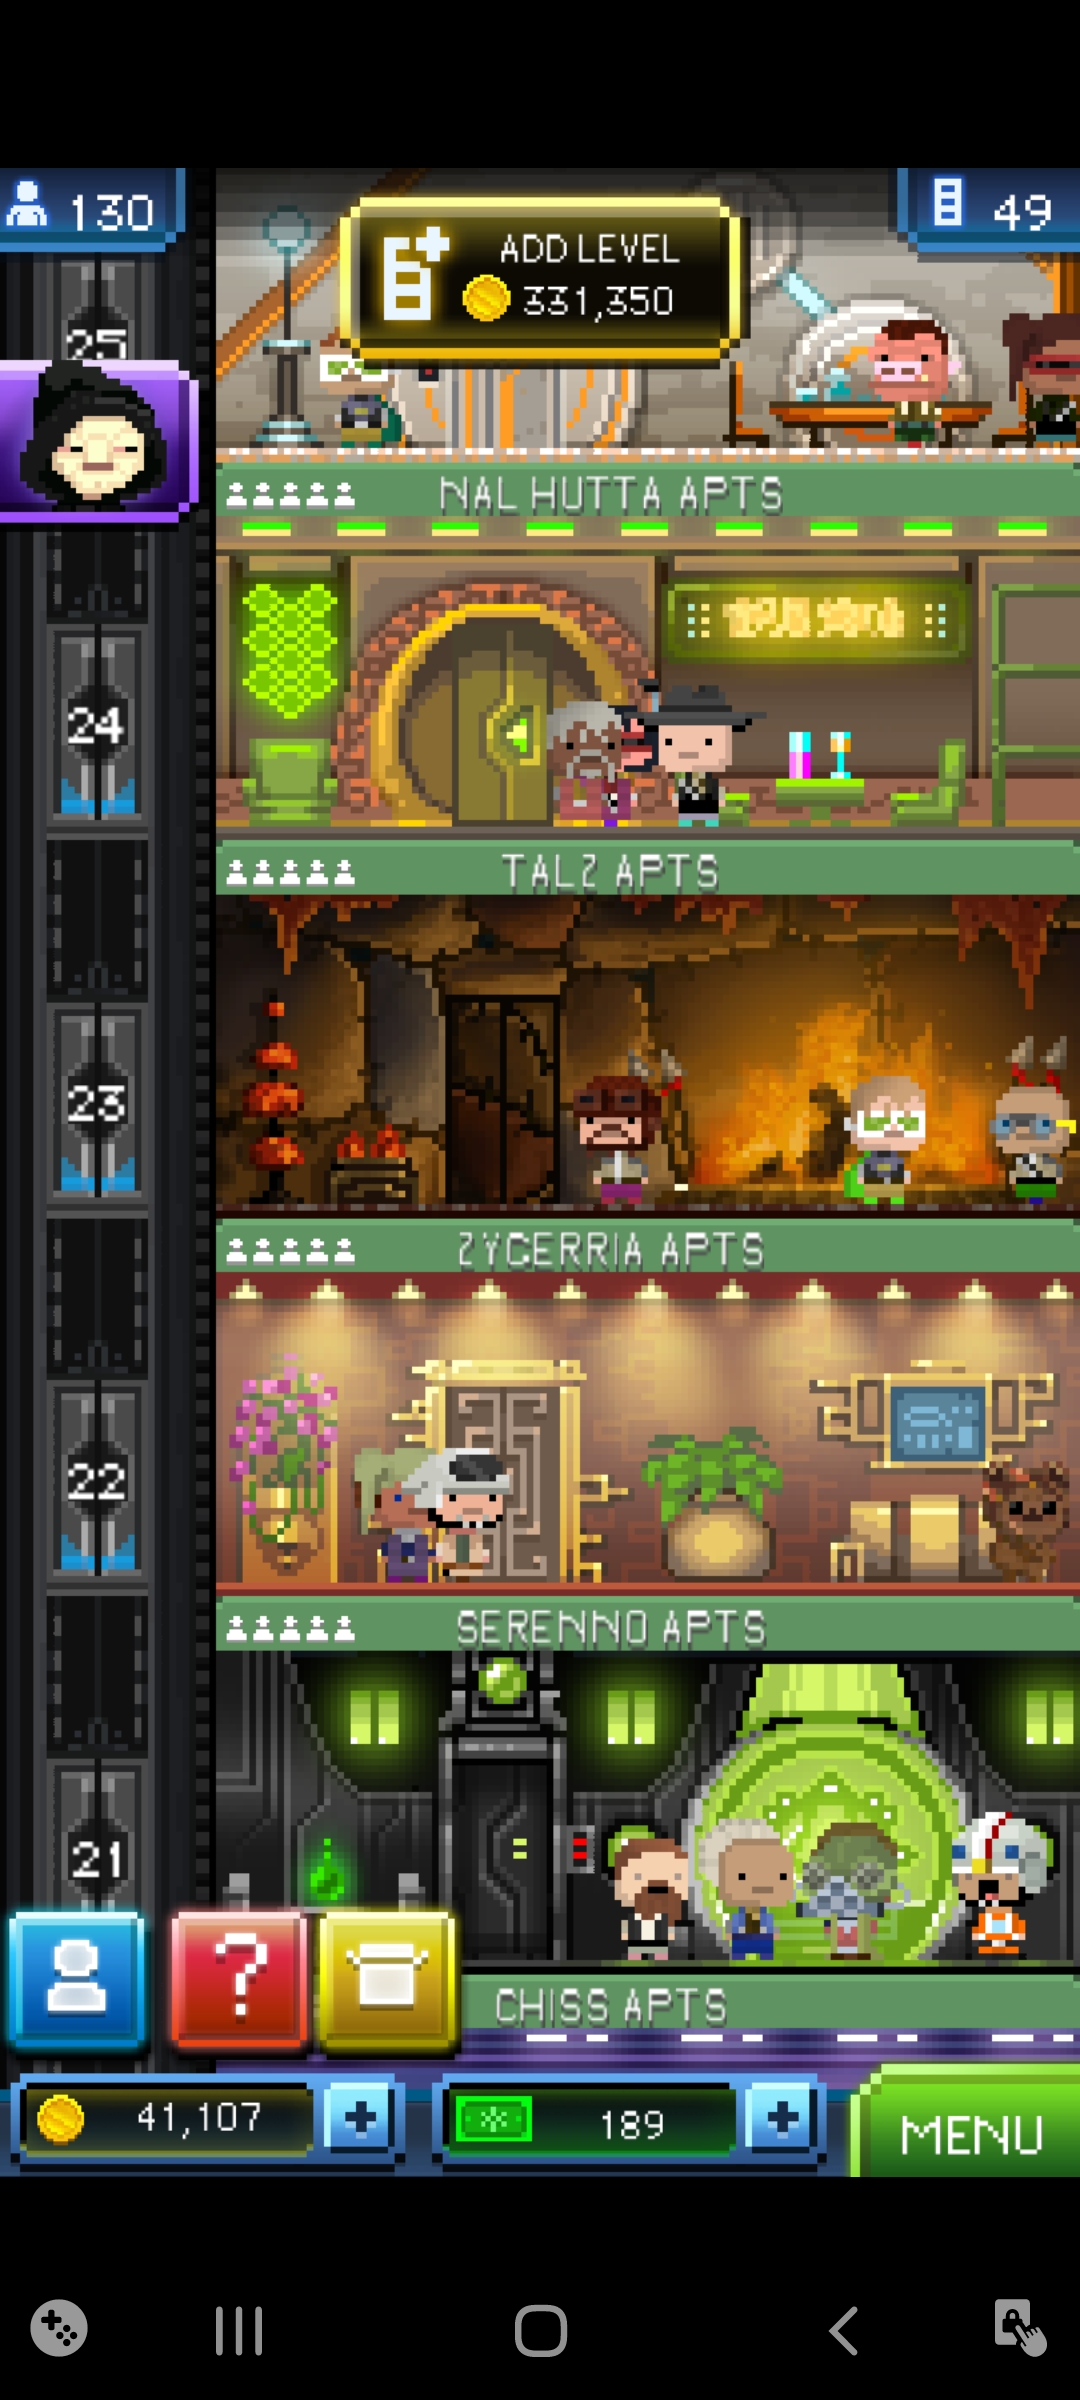 130
ADD LEVEL
331,350
49
25
NAL HUTTA APTS
24
TALZ APTS
23
ZYGERRIA APTS
22
SERENNO APTS
21
?
CHISS APTS
41,107
+
189
+
MENU